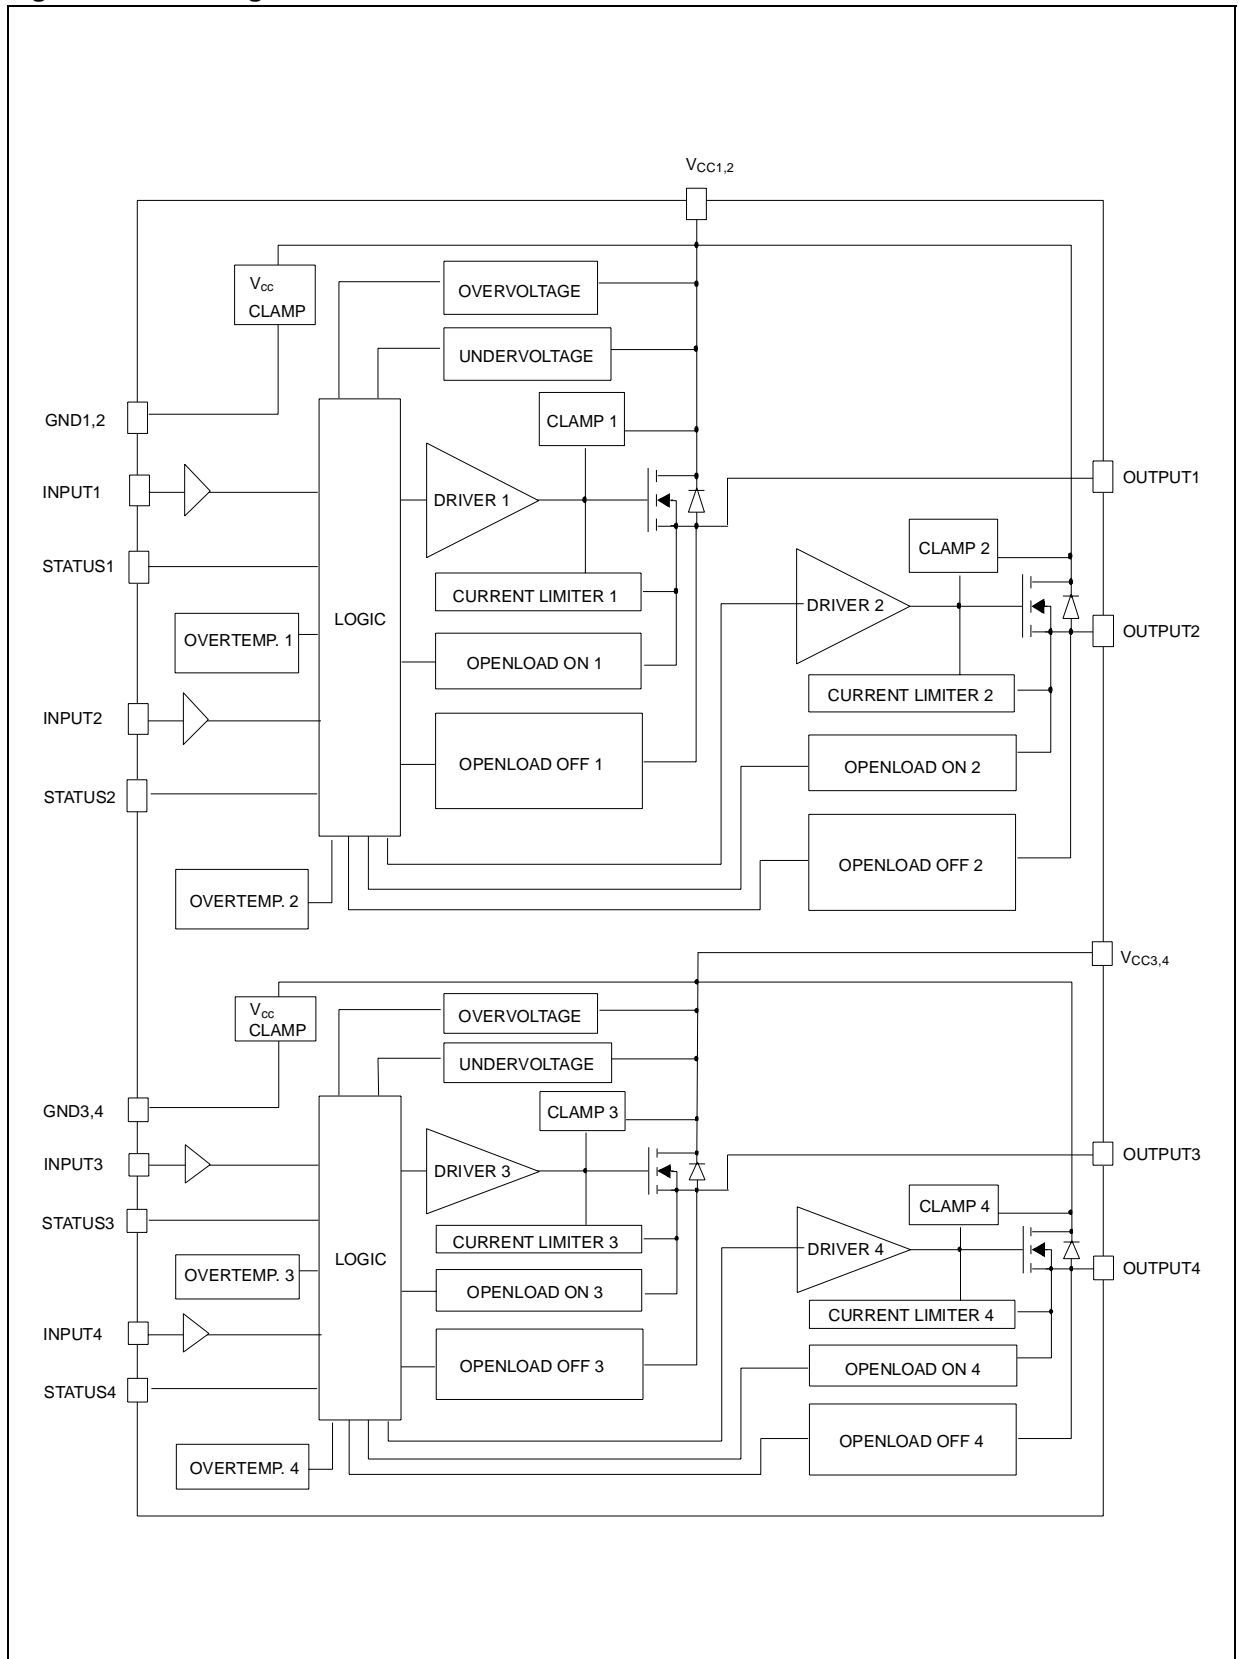 V_CC1,2
V_cc
CLAMP
OVERVOLTAGE
UNDERVOLTAGE
GND1,2
CLAMP 1
INPUT1
DRIVER 1
OUTPUT1
STATUS1
CLAMP 2
CURRENT LIMITER 1
DRIVER 2
LOGIC
OVERTEMP. 1
OUTPUT2
OPENLOAD ON 1
CURRENT LIMITER 2
INPUT2
OPENLOAD OFF 1
OPENLOAD ON 2
STATUS2
OPENLOAD OFF 2
OVERTEMP. 2
V_CC3,4
V_cc
CLAMP
OVERVOLTAGE
UNDERVOLTAGE
GND3,4
CLAMP 3
INPUT3
DRIVER 3
OUTPUT3
STATUS3
CLAMP 4
CURRENT LIMITER 3
DRIVER 4
LOGIC
OVERTEMP. 3
OUTPUT4
OPENLOAD ON 3
CURRENT LIMITER 4
INPUT4
OPENLOAD OFF 3
OPENLOAD ON 4
STATUS4
OPENLOAD OFF 4
OVERTEMP. 4